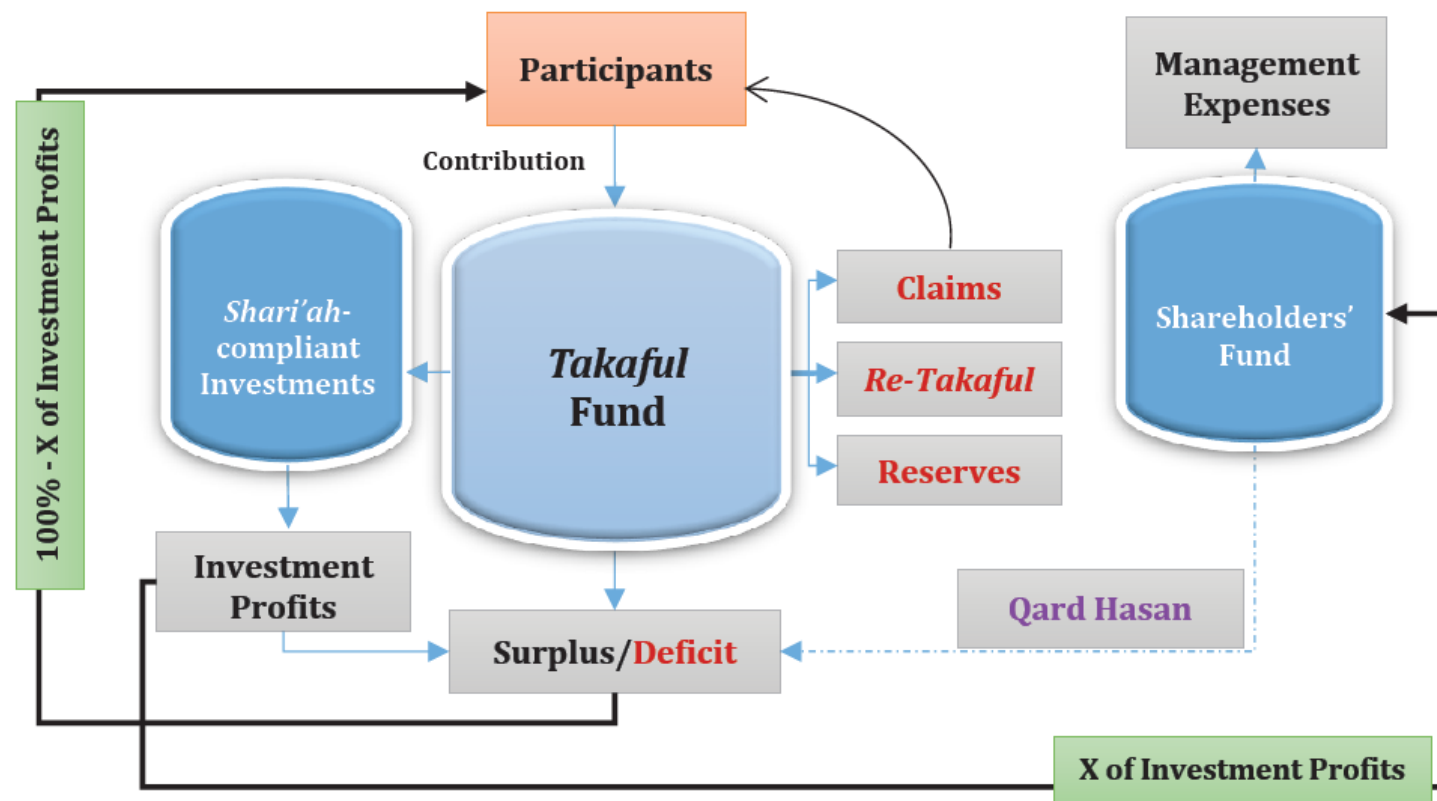 Participants
Management
Expenses
Contribution
100% - X of Investment Profits
Shari’ah-
compliant
Investments
Takaful
Fund
Claims
Re-Takaful
Reserves
Shareholders’
Fund
Investment
Profits
Surplus/Deficit
Qard Hasan
X of Investment Profits